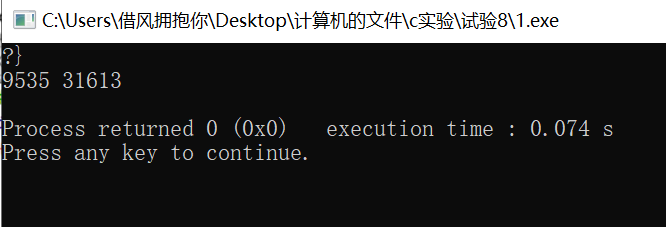 C:\Users\借风拥抱你\Desktop\计算机的文件\c实验\试验8\1.exe
?}
9535 31613
Process returned 0 (0x0)   execution time : 0.074 s
Press any key to continue.